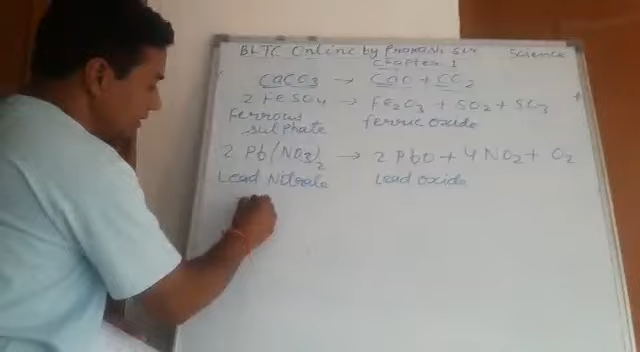 BLTC Online by Pramani Sir Science
Chapter 1
CaCO3 → CaO + CO2
2 FeSO4 → Fe2O3 + SO2 + SO3
Ferrous sulphate ferric oxide
2 Pb(NO3)2 → 2 PbO + 4 NO2 + O2
Lead Nitrate Lead oxide